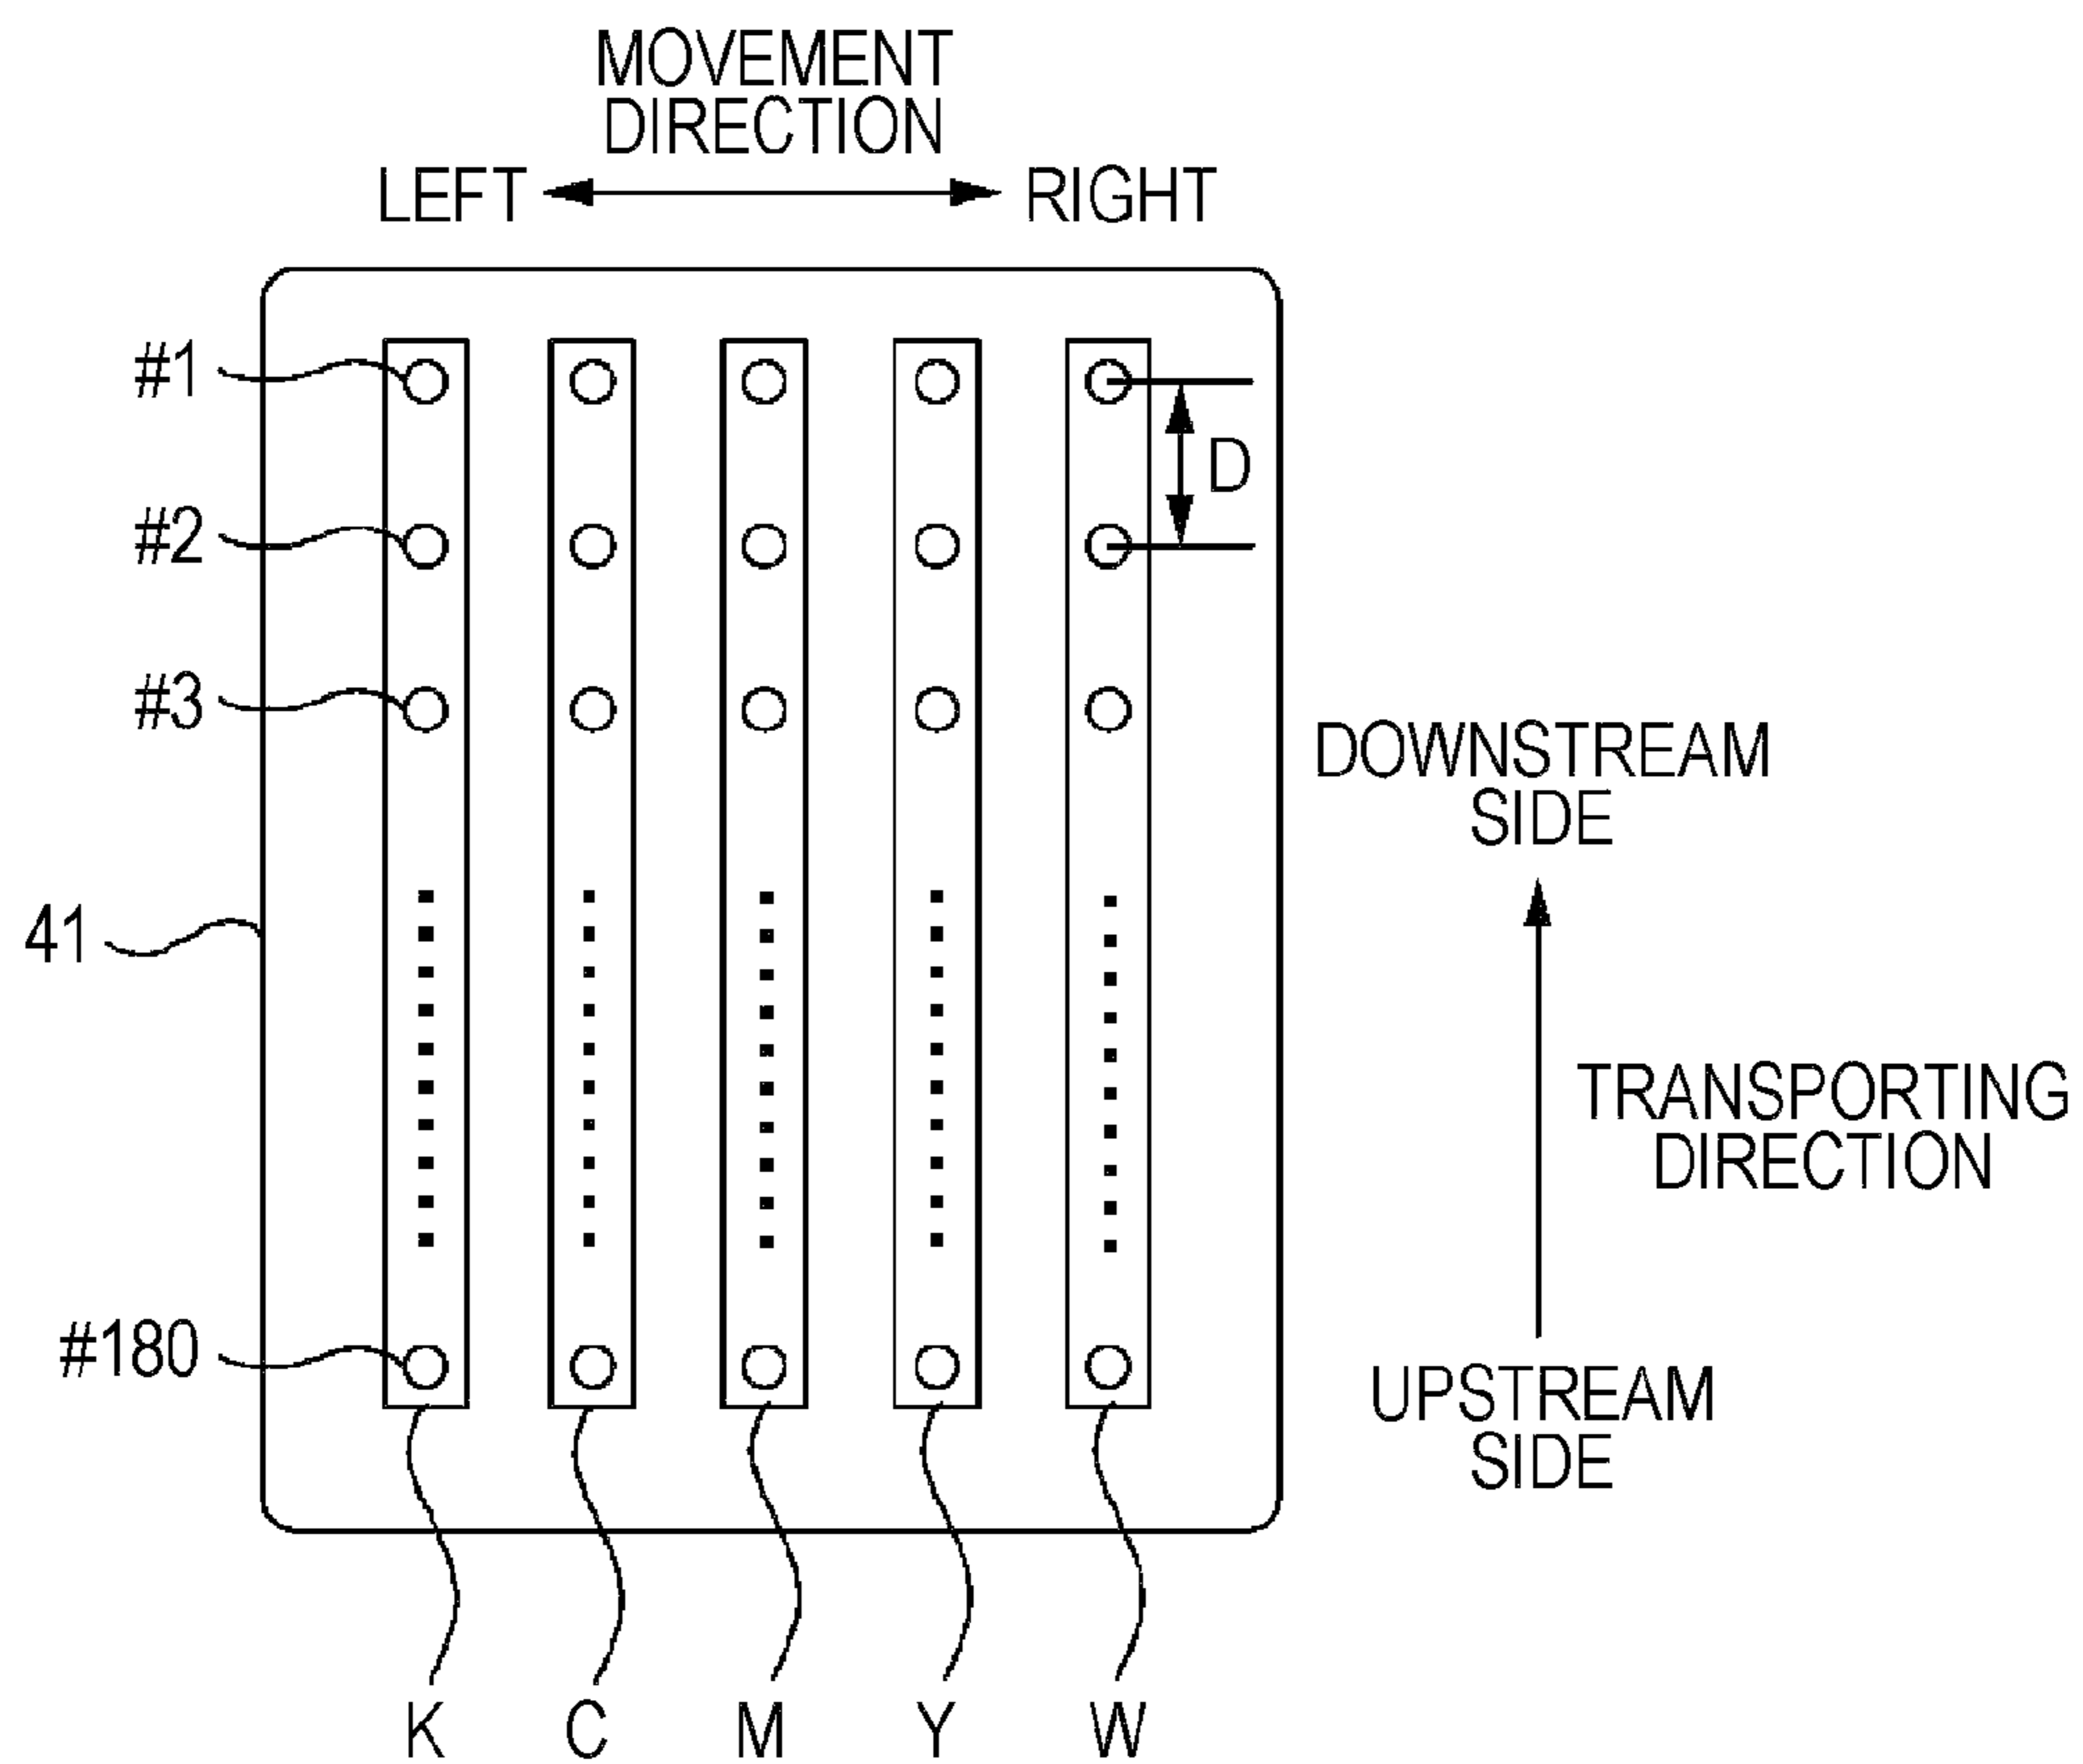 MOVEMENT
DIRECTION
LEFT RIGHT
#1
D
#2
#3
DOWNSTREAM
SIDE
41
TRANSPORTING
DIRECTION
#180
UPSTREAM
SIDE
K C M Y W